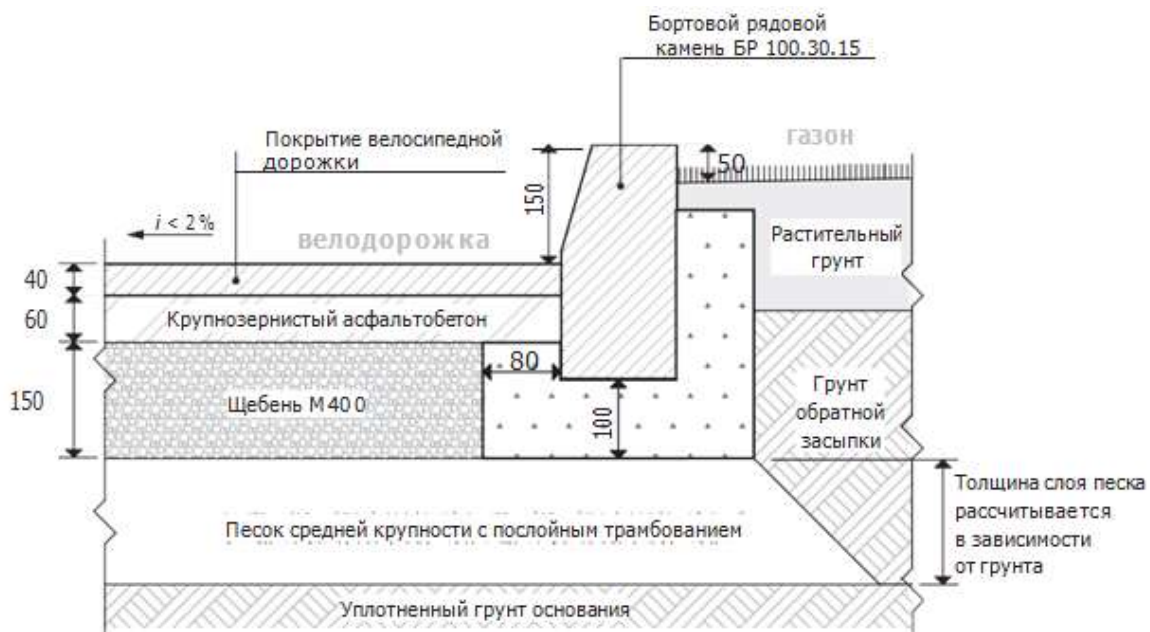 Бортовой рядовой
камень БР 100.30.15
газон
Покрытие велосипедной
дорожки
50
150
i < 2%
велодорожка
Растительный
грунт
40
60
Крупнозернистый асфальтобетон
80
150
Щебень М400
100
Грунт
обратной
засыпки
Толщина слоя песка
рассчитывается
в зависимости
от грунта
Песок средней крупности с послойным трамбованием
Уплотненный грунт основания